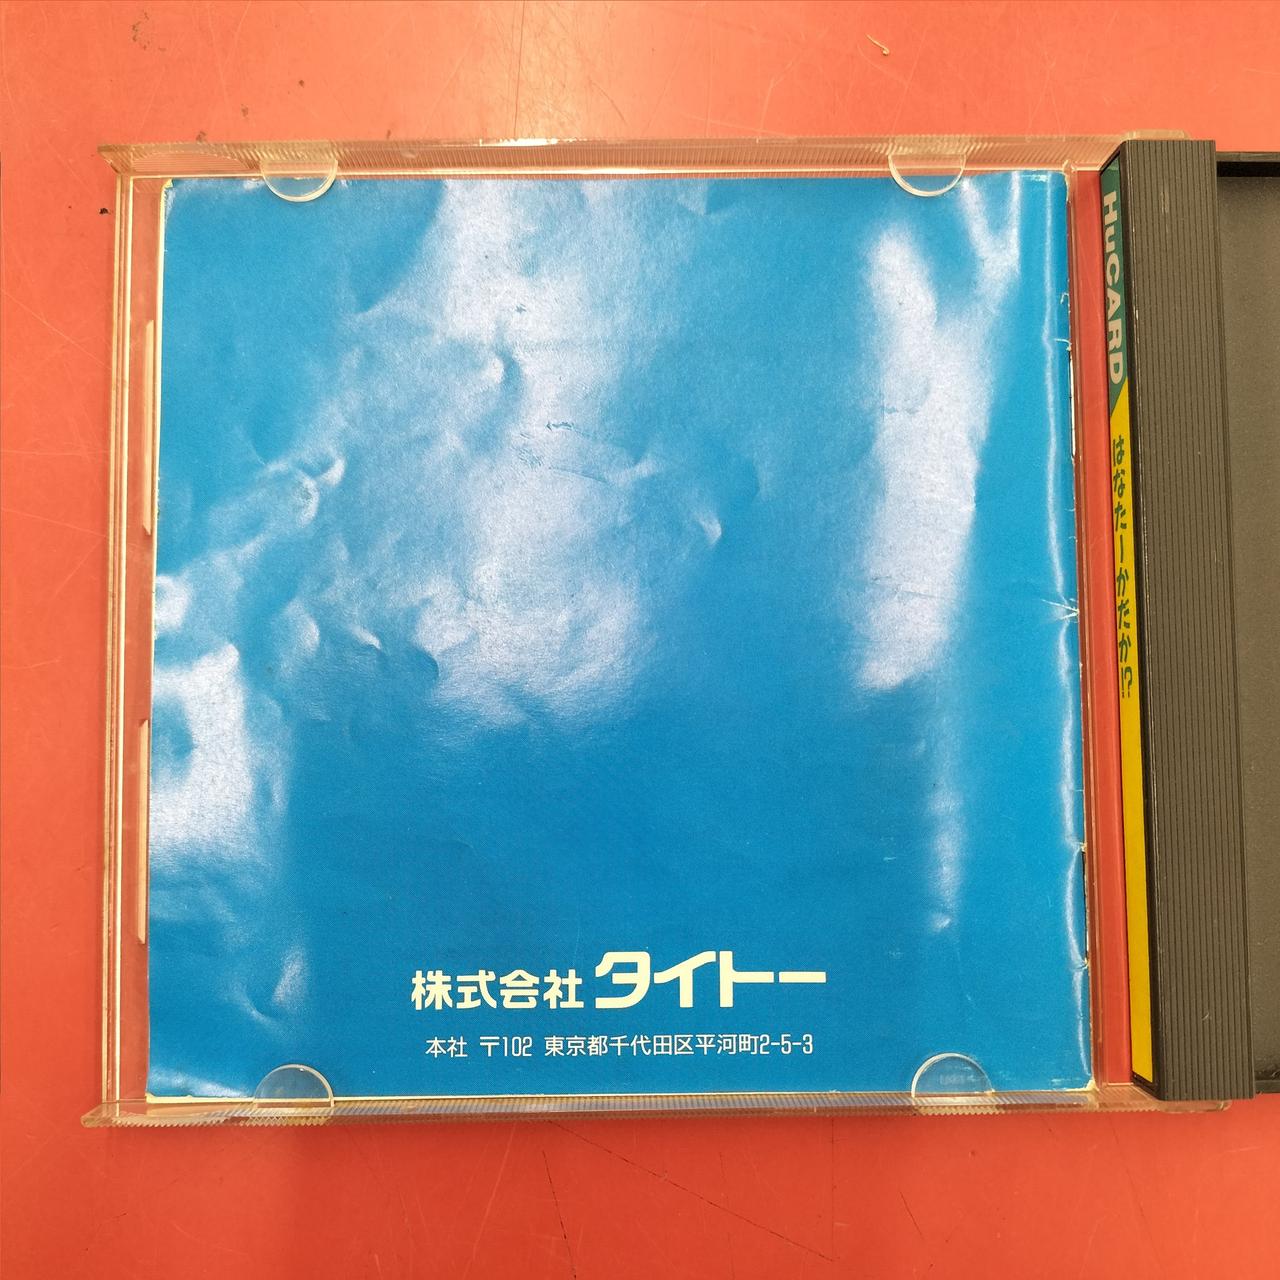 株式会社 タイトー
本社 〒102 東京都千代田区平河町2-5-3
HuCARD
はなたーかだか!?